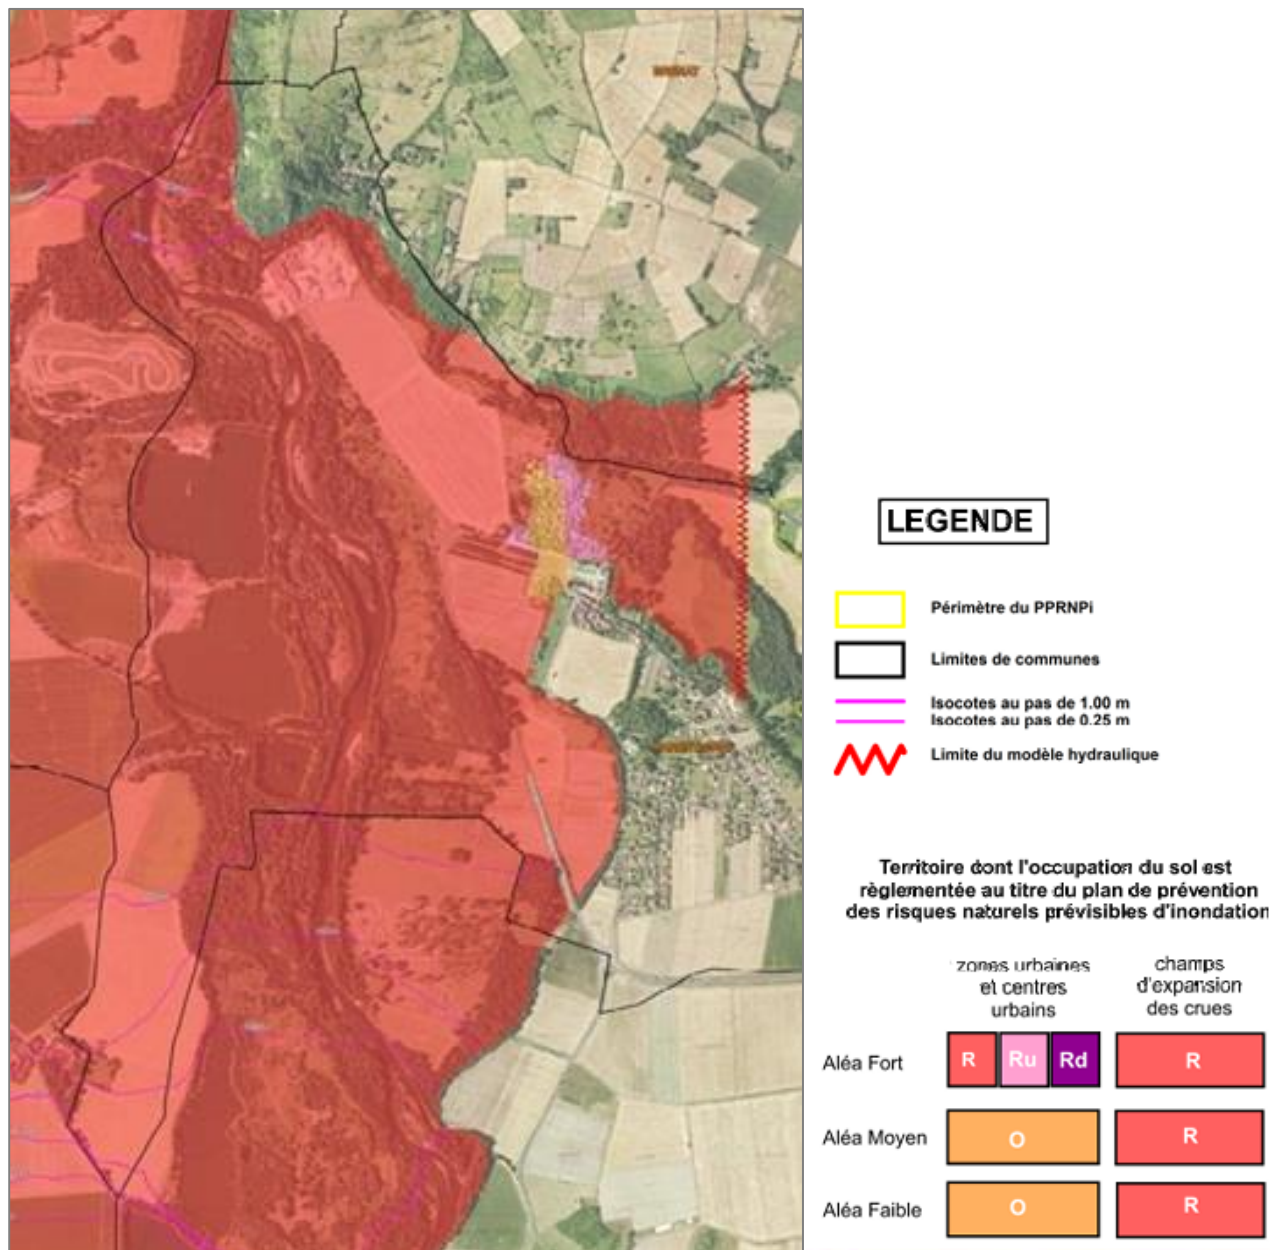 LEGENDE
Périmètre du PPRNPi
Limites de communes
Isocotes au pas de 1.00 m
Isocotes au pas de 0.25 m
Limite du modèle hydraulique
Territoire dont l'occupation du sol est
règlementée au titre du plan de prévention
des risques naturels prévisibles d'inondation
zones urbaines
et centres
urbains
champs
d'expansion
des crues
Aléa Fort
R
Ru
Rd
R
Aléa Moyen
O
R
Aléa Faible
O
R